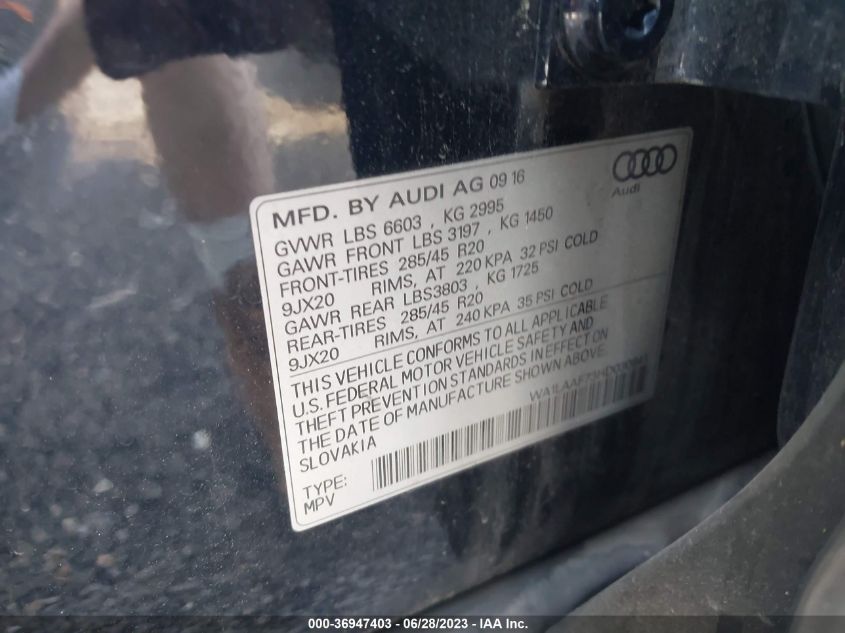 MFD. BY AUDI AG 09 16
Audi
GVWR LBS 6603 , KG 2995
GAWR FRONT LBS 3197 , KG 1450
FRONT-TIRES 285/45 R20
9JX20 RIMS, AT 220 KPA 32 PSI COLD
GAWR REAR LBS3803 , KG 1725
REAR-TIRES 285/45 R20
9JX20 RIMS, AT 240 KPA 35 PSI COLD
THIS VEHICLE CONFORMS TO ALL APPLICABLE
U.S. FEDERAL MOTOR VEHICLE SAFETY AND
THEFT PREVENTION STANDARDS IN EFFECT ON
THE DATE OF MANUFACTURE SHOWN ABOVE.
SLOVAKIA
TYPE:
MPV
000-36947403 - 06/28/2023 - IAA Inc.